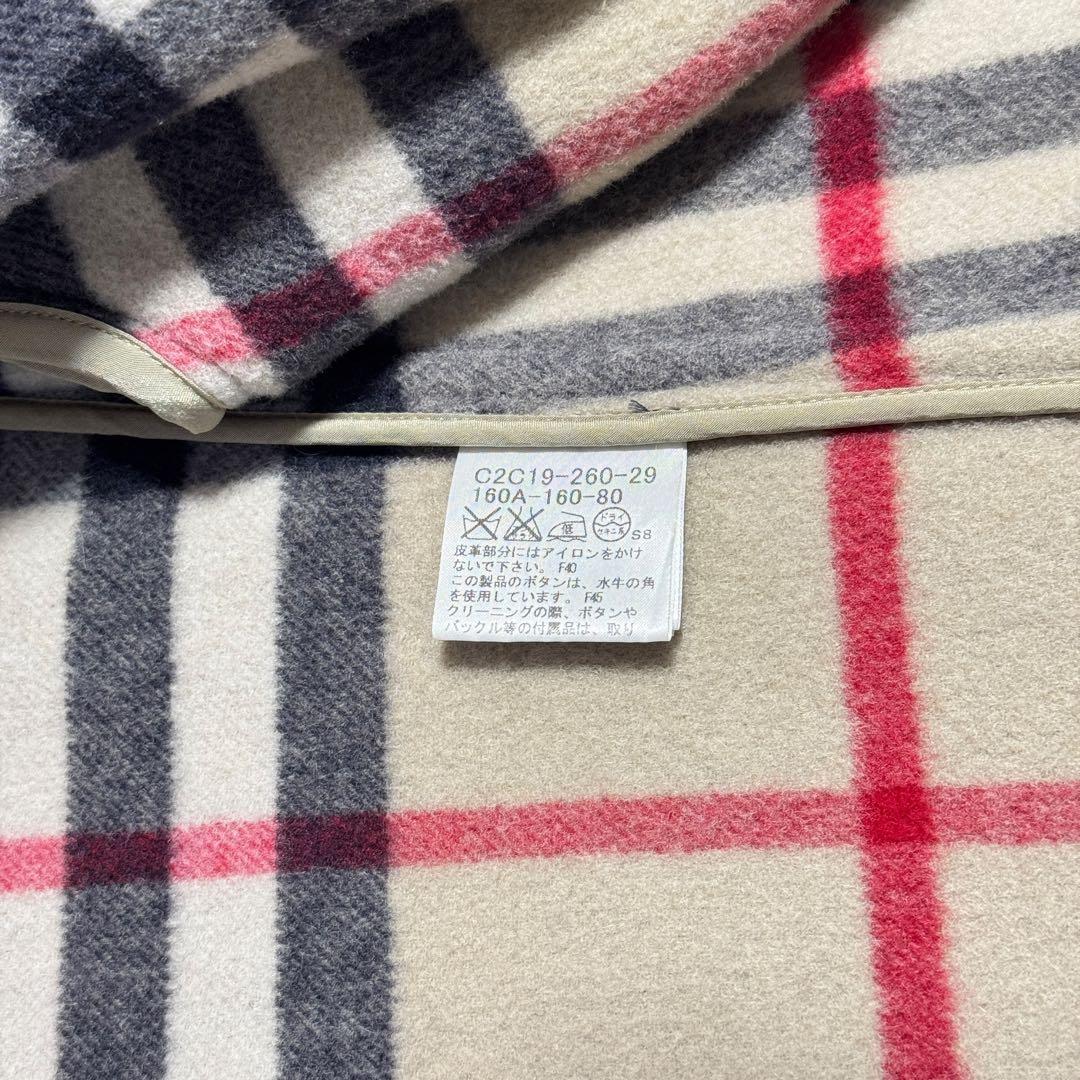 C2C19-260-29
160A-160-80
低 ドライ S8
皮革部分にはアイロンをかけ
ないで下さい。 F40
この製品のボタンは、水牛の角
を使用しています。 F45
クリーニングの際、ボタンや
バックル等の付属品は、取り